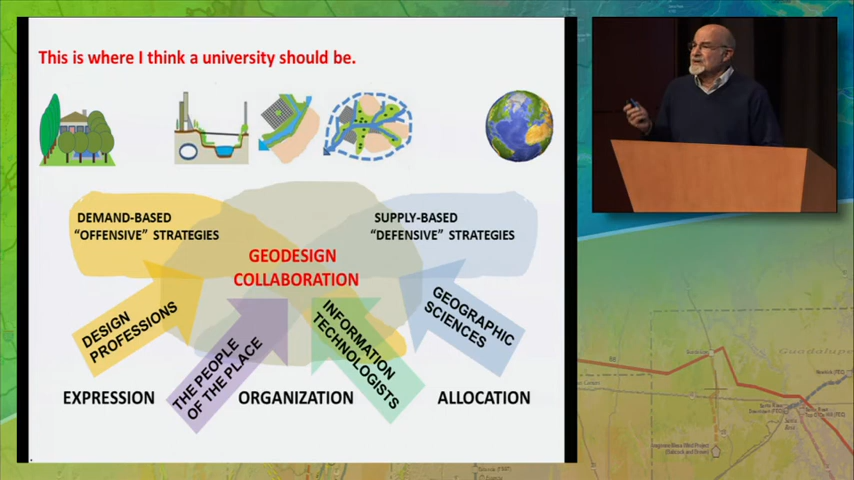 This is where I think a university should be.
DEMAND-BASED
"OFFENSIVE" STRATEGIES
SUPPLY-BASED
"DEFENSIVE" STRATEGIES
GEODESIGN
COLLABORATION
DESIGN
PROFESSIONS
THE PEOPLE
OF THE PLACE
INFORMATION
TECHNOLOGISTS
GEOGRAPHIC
SCIENCES
EXPRESSION
ORGANIZATION
ALLOCATION